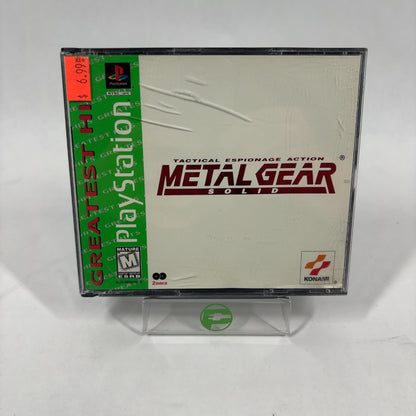 $ 6.99
PlayStation
GREATEST HITS
TACTICAL ESPIONAGE ACTION
METAL GEAR
SOLID
®
MATURE
M
ESRB
2 DISCS
KONAMI